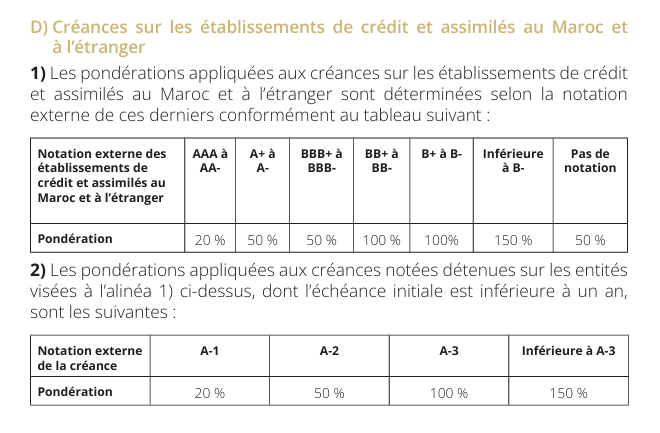 D) Créances sur les établissements de crédit et assimilés au Maroc et
à l’étranger
1) Les pondérations appliquées aux créances sur les établissements de crédit
et assimilés au Maroc et à l’étranger sont déterminées selon la notation
externe de ces derniers conformément au tableau suivant :
Notation externe des
établissements de
crédit et assimilés au
Maroc et à l’étranger
AAA à
AA-
A+ à
A-
BBB+ à
BBB-
BB+ à
BB-
B+ à B-
Inférieure
à B-
Pas de
notation
Pondération
20 %
50 %
50 %
100 %
100%
150 %
50 %
2) Les pondérations appliquées aux créances notées détenues sur les entités
visées à l’alinéa 1) ci-dessus, dont l’échéance initiale est inférieure à un an,
sont les suivantes :
Notation externe
de la créance
A-1
A-2
A-3
Inférieure à A-3
Pondération
20 %
50 %
100 %
150 %